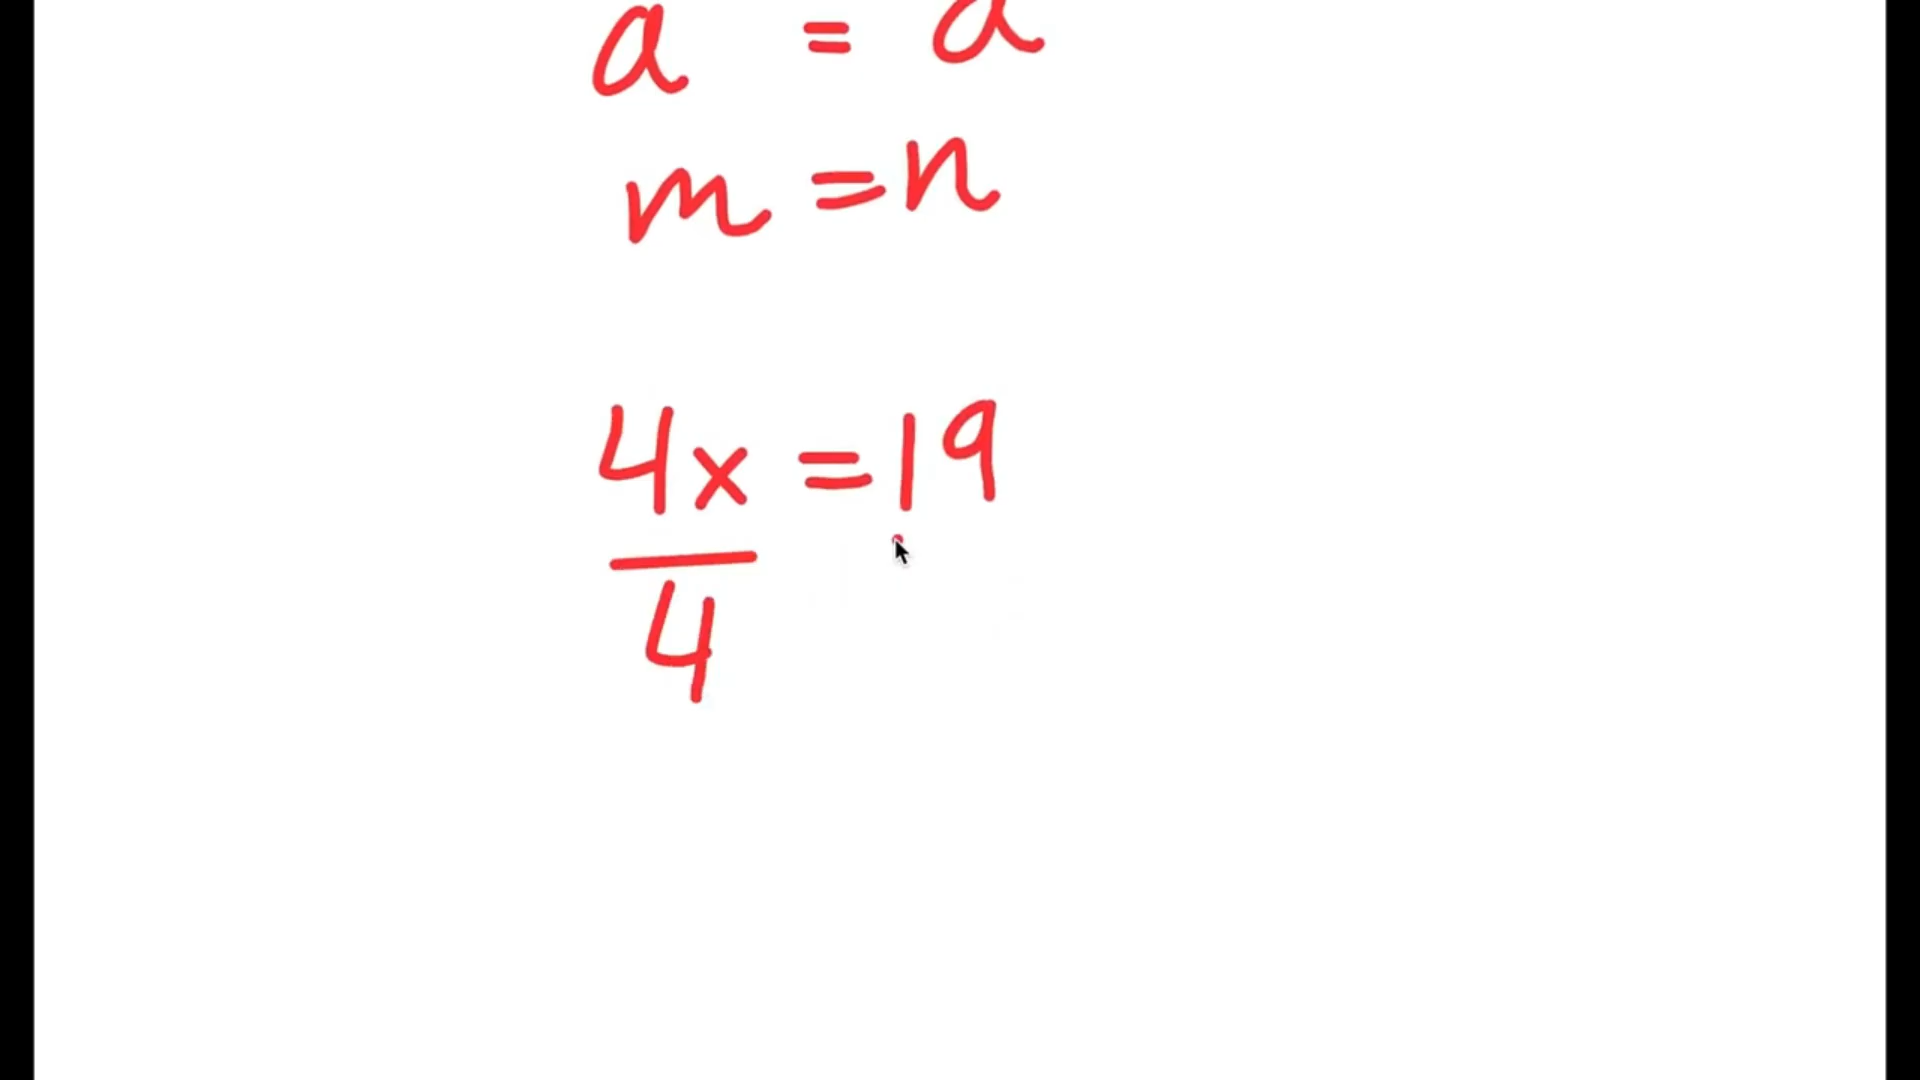 a = a
m = n
4x = 19
4